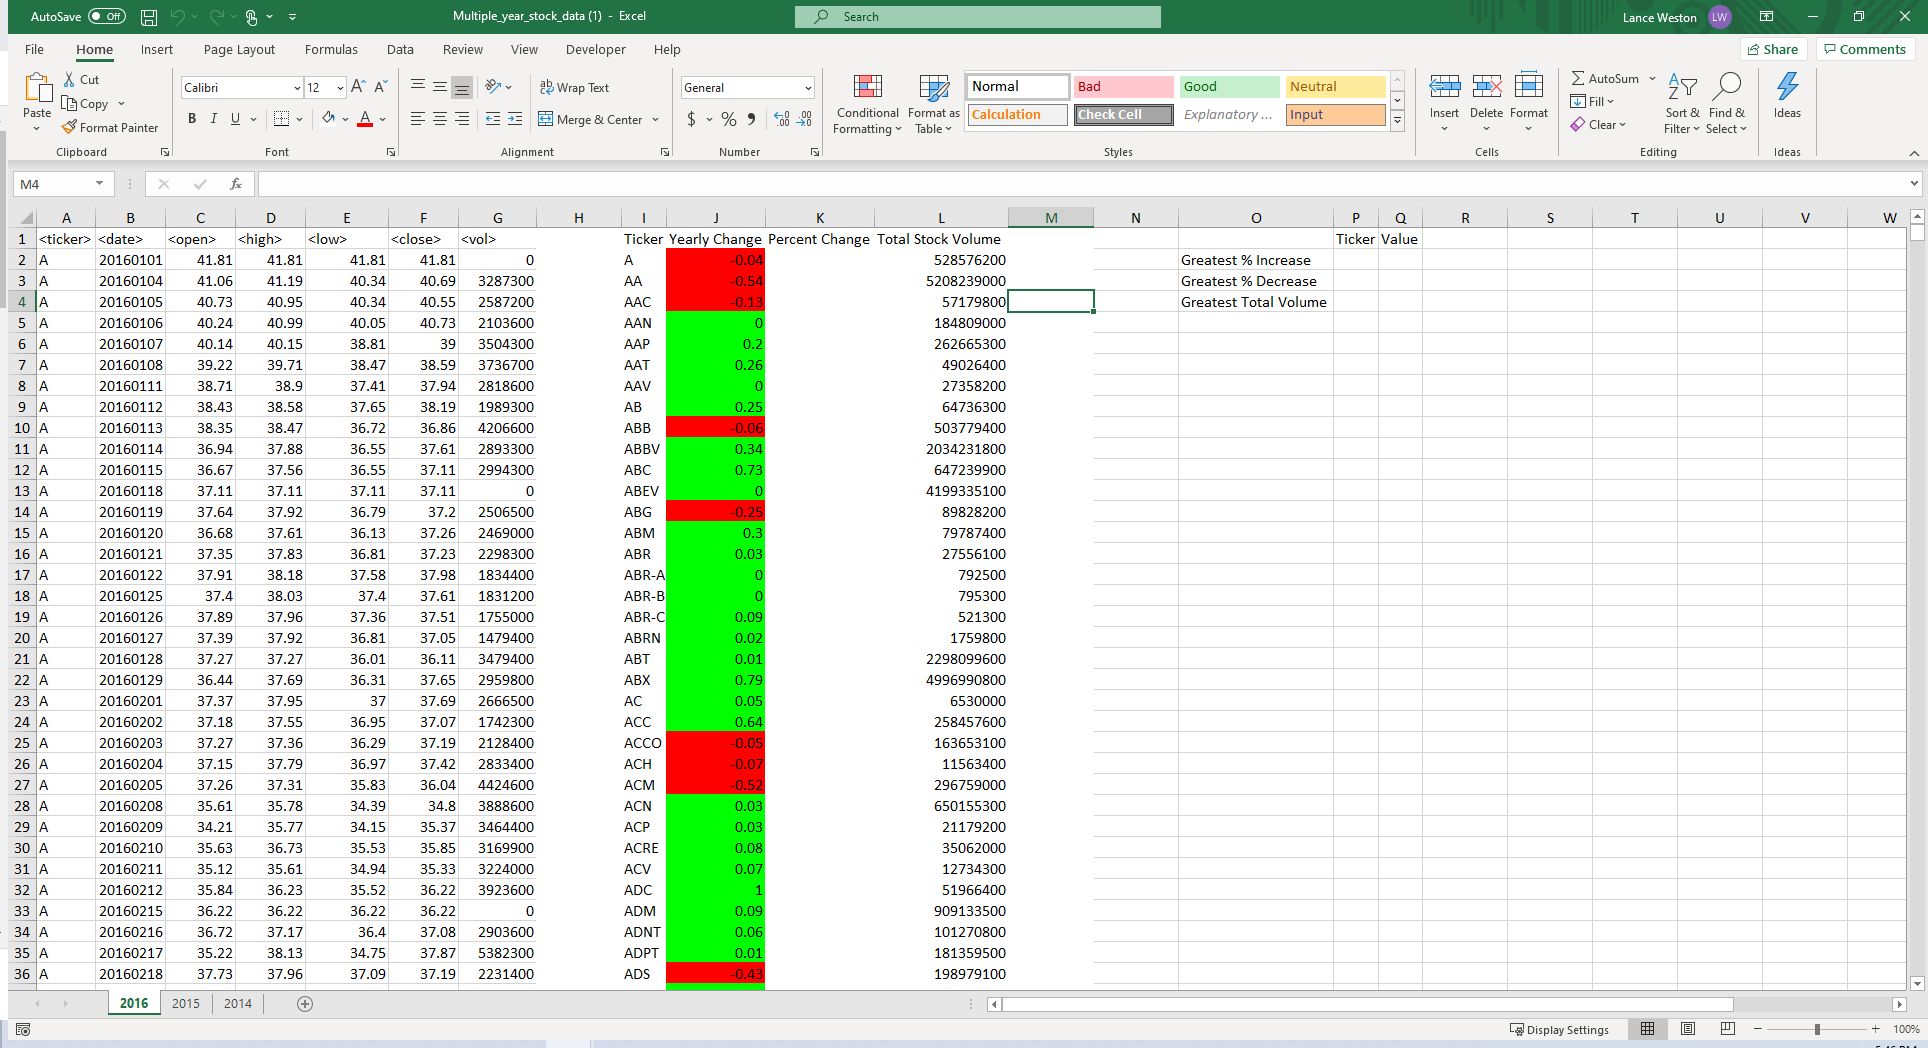 AutoSave Off Multiple_year_stock_data (1) - Excel Search Lance Weston LW
File Home Insert Page Layout Formulas Data Review View Developer Help Share Comments
Paste Cut Copy Format Painter Clipboard
Calibri 12 A A B I U A Font
ab Wrap Text Merge & Center Alignment
General $ % Number
Conditional Formatting Format as Table Normal Bad Good Neutral Calculation Check Cell Explanatory ... Input Styles
Insert Delete Format Cells
AutoSum Fill Clear Sort & Filter Find & Select Editing
Ideas Ideas
M4 fx
A B C D E F G H I J K L M N O P Q R S T U V W
1 <ticker> <date> <open> <high> <low> <close> <vol> Ticker Yearly Change Percent Change Total Stock Volume Ticker Value
2 A 20160101 41.81 41.81 41.81 41.81 0 A -0.04 528576200 Greatest % Increase
3 A 20160104 41.06 41.19 40.34 40.69 3287300 AA -0.54 5208239000 Greatest % Decrease
4 A 20160105 40.73 40.95 40.34 40.55 2587200 AAC -0.13 57179800 Greatest Total Volume
5 A 20160106 40.24 40.99 40.05 40.73 2103600 AAN 0 184809000
6 A 20160107 40.14 40.15 38.81 39 3504300 AAP 0.2 262665300
7 A 20160108 39.22 39.71 38.47 38.59 3736700 AAT 0.26 49026400
8 A 20160111 38.71 38.9 37.41 37.94 2818600 AAV 0 27358200
9 A 20160112 38.43 38.58 37.65 38.19 1989300 AB 0.25 64736300
10 A 20160113 38.35 38.47 36.72 36.86 4206600 ABB -0.06 503779400
11 A 20160114 36.94 37.88 36.55 37.61 2893300 ABBV 0.34 2034231800
12 A 20160115 36.67 37.56 36.55 37.11 2994300 ABC 0.73 647239900
13 A 20160118 37.11 37.11 37.11 37.11 0 ABEV 0 4199335100
14 A 20160119 37.64 37.92 36.79 37.2 2506500 ABG -0.25 89828200
15 A 20160120 36.68 37.61 36.13 37.26 2469000 ABM 0.3 79787400
16 A 20160121 37.35 37.83 36.81 37.23 2298300 ABR 0.03 27556100
17 A 20160122 37.91 38.18 37.58 37.98 1834400 ABR-A 0 792500
18 A 20160125 37.4 38.03 37.4 37.61 1831200 ABR-B 0 795300
19 A 20160126 37.89 37.96 37.36 37.51 1755000 ABR-C 0.09 521300
20 A 20160127 37.39 37.92 36.81 37.05 1479400 ABRN 0.02 1759800
21 A 20160128 37.27 37.27 36.01 36.11 3479400 ABT 0.01 2298099600
22 A 20160129 36.44 37.69 36.31 37.65 2959800 ABX 0.79 4996990800
23 A 20160201 37.37 37.95 37 37.69 2666500 AC 0.05 6530000
24 A 20160202 37.18 37.55 36.95 37.07 1742300 ACC 0.64 258457600
25 A 20160203 37.27 37.36 36.29 37.19 2128400 ACCO -0.05 163653100
26 A 20160204 37.15 37.79 36.97 37.42 2833400 ACH -0.07 11563400
27 A 20160205 37.26 37.31 35.83 36.04 4424600 ACM -0.52 296759000
28 A 20160208 35.61 35.78 34.39 34.8 3888600 ACN 0.03 650155300
29 A 20160209 34.21 35.77 34.15 35.37 3464400 ACP 0.03 21179200
30 A 20160210 35.63 36.73 35.53 35.85 3169900 ACRE 0.08 35062000
31 A 20160211 35.12 35.61 34.94 35.33 3224000 ACV 0.07 12734300
32 A 20160212 35.84 36.23 35.52 36.22 3923600 ADC 1 51966400
33 A 20160215 36.22 36.22 36.22 36.22 0 ADM 0.09 909133500
34 A 20160216 36.72 37.17 36.4 37.08 2903600 ADNT 0.06 101270800
35 A 20160217 35.22 38.13 34.75 37.87 5382300 ADPT 0.01 181359500
36 A 20160218 37.73 37.96 37.09 37.19 2231400 ADS -0.43 198979100
2016 2015 2014
Display Settings 100%